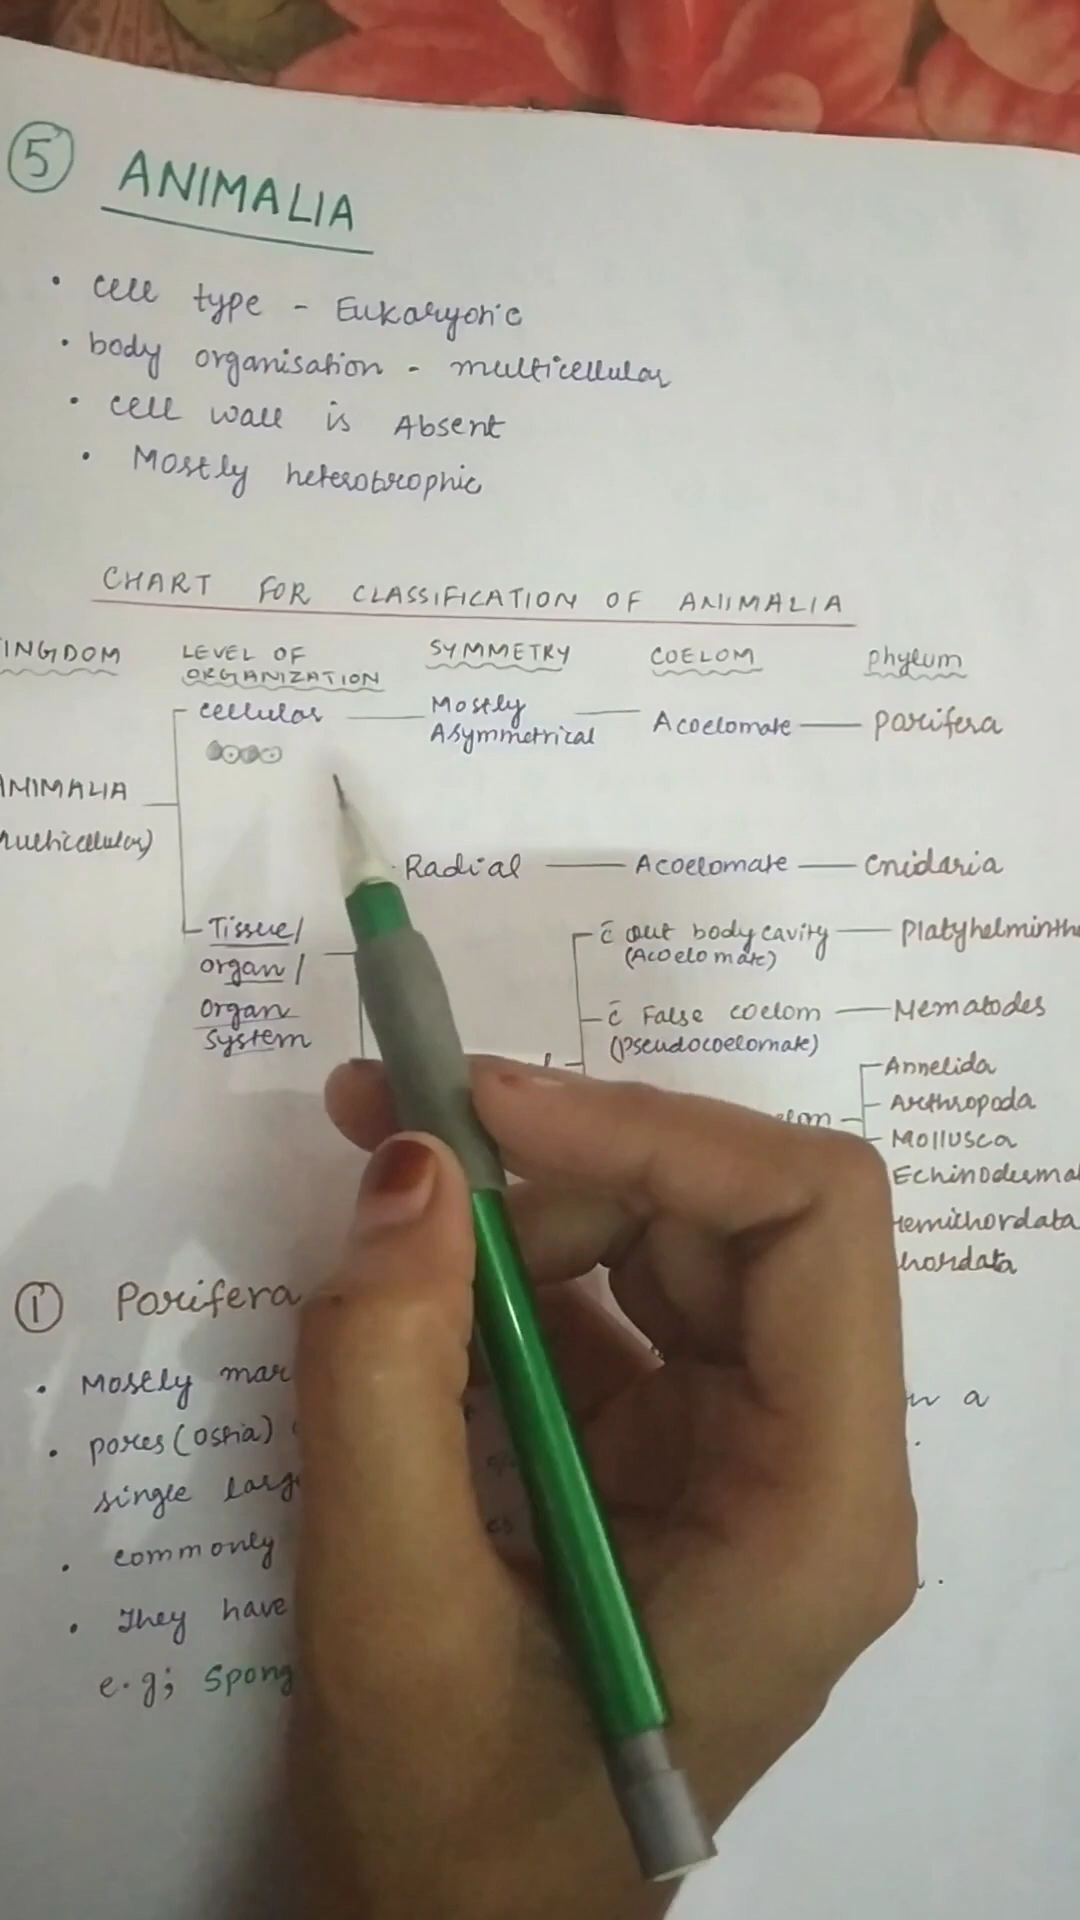 5 ANIMALIA
• cell type - Eukaryotic
• body organisation - multicellular
• cell wall is Absent
• Mostly heterotrophic
CHART FOR CLASSIFICATION OF ANIMALIA
INGDOM LEVEL OF ORGANIZATION SYMMETRY COELOM phylum
cellular Mostly Asymmetrical Acoelomate porifera
ANIMALIA
multicellular)
Radial Acoelomate Cnidaria
Tissue/ c̄ out body cavity Platyhelminth
organ/ (Acoelomate)
organ c̄ False coelom Nematodes
system (pseudocoelomate)
Annelida
Arthropoda
Mollusca
Echinoderma
Hemichordata
hordata
① Porifera
• Mostly mar
• pores (ostia)
single large
• commonly
• They have
e.g; Spong